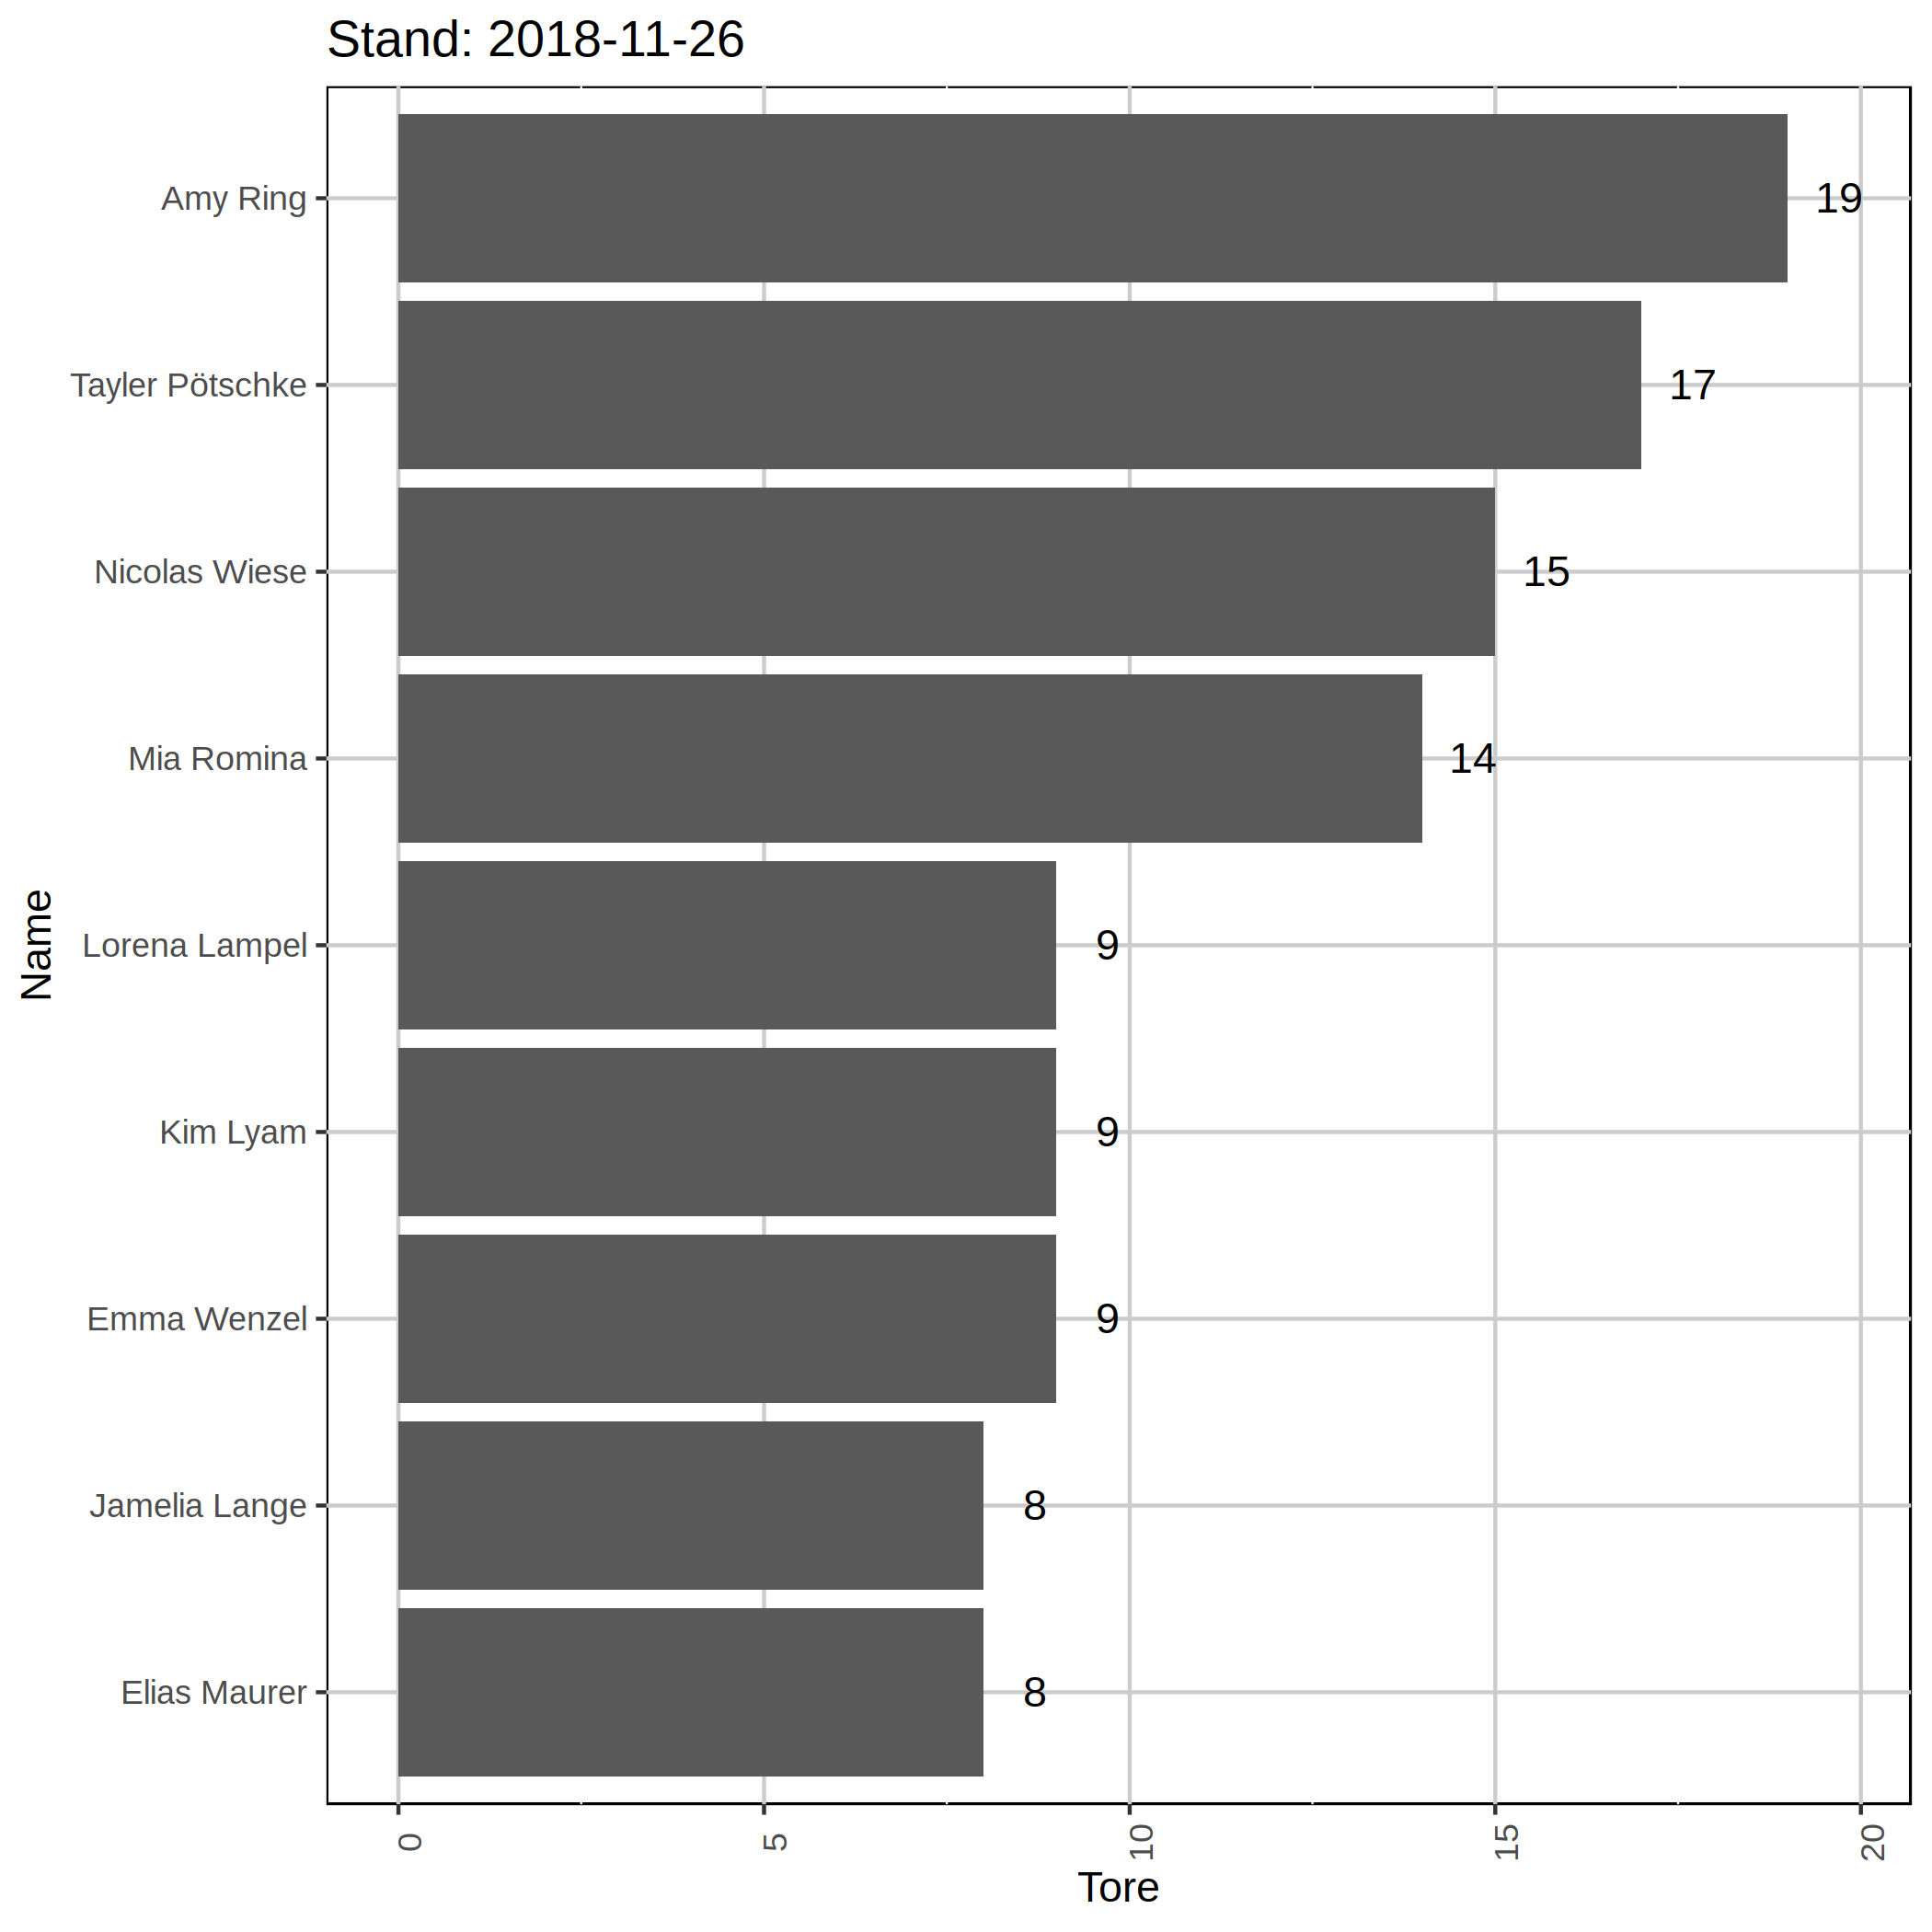 Stand: 2018-11-26
Amy Ring 19
Tayler Pötschke 17
Nicolas Wiese 15
Mia Romina 14
Lorena Lampel 9
Kim Lyam 9
Emma Wenzel 9
Jamelia Lange 8
Elias Maurer 8
Name
0 5 10 15 20
Tore